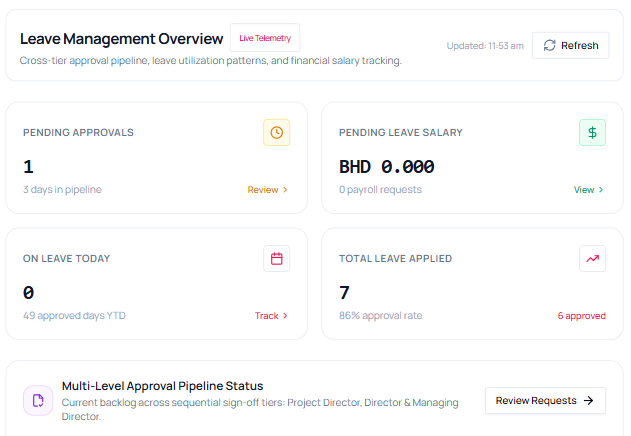 Leave Management Overview
Live Telemetry
Updated: 11:53 am
Refresh
Cross-tier approval pipeline, leave utilization patterns, and financial salary tracking.
PENDING APPROVALS
1
3 days in pipeline
Review >
PENDING LEAVE SALARY
$
BHD 0.000
0 payroll requests
View >
ON LEAVE TODAY
0
49 approved days YTD
Track >
TOTAL LEAVE APPLIED
7
86% approval rate
6 approved
Multi-Level Approval Pipeline Status
Current backlog across sequential sign-off tiers: Project Director, Director & Managing
Director.
Review Requests →